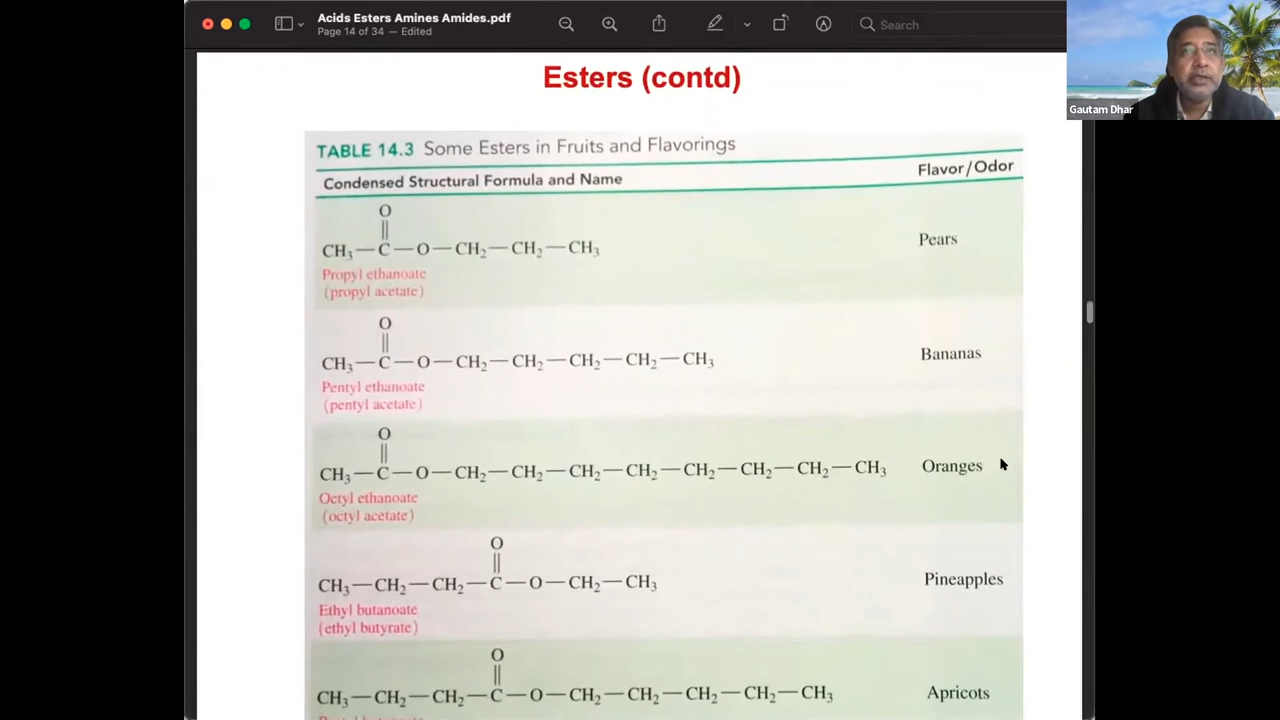 Acids Esters Amines Amides.pdf
Page 14 of 34 — Edited
Search
Gautam Dhar
Esters (contd)
TABLE 14.3 Some Esters in Fruits and Flavorings
Condensed Structural Formula and Name Flavor/Odor
O
||
CH₃—C—O—CH₂—CH₂—CH₃ Pears
Propyl ethanoate
(propyl acetate)
O
||
CH₃—C—O—CH₂—CH₂—CH₂—CH₂—CH₃ Bananas
Pentyl ethanoate
(pentyl acetate)
O
||
CH₃—C—O—CH₂—CH₂—CH₂—CH₂—CH₂—CH₂—CH₂—CH₃ Oranges
Octyl ethanoate
(octyl acetate)
O
||
CH₃—CH₂—CH₂—C—O—CH₂—CH₃ Pineapples
Ethyl butanoate
(ethyl butyrate)
O
||
CH₃—CH₂—CH₂—C—O—CH₂—CH₂—CH₂—CH₂—CH₃ Apricots